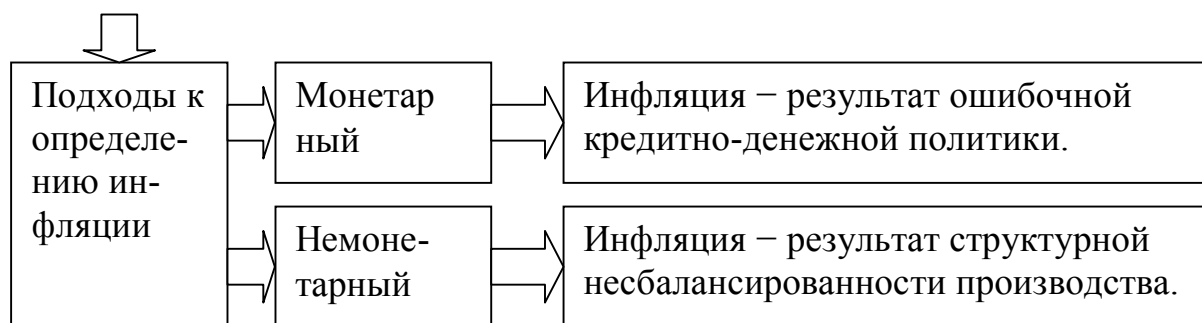 Подходы к
определе-
нию ин-
фляции
Монетар
ный
Инфляция − результат ошибочной
кредитно-денежной политики.
Немоне-
тарный
Инфляция − результат структурной
несбалансированности производства.